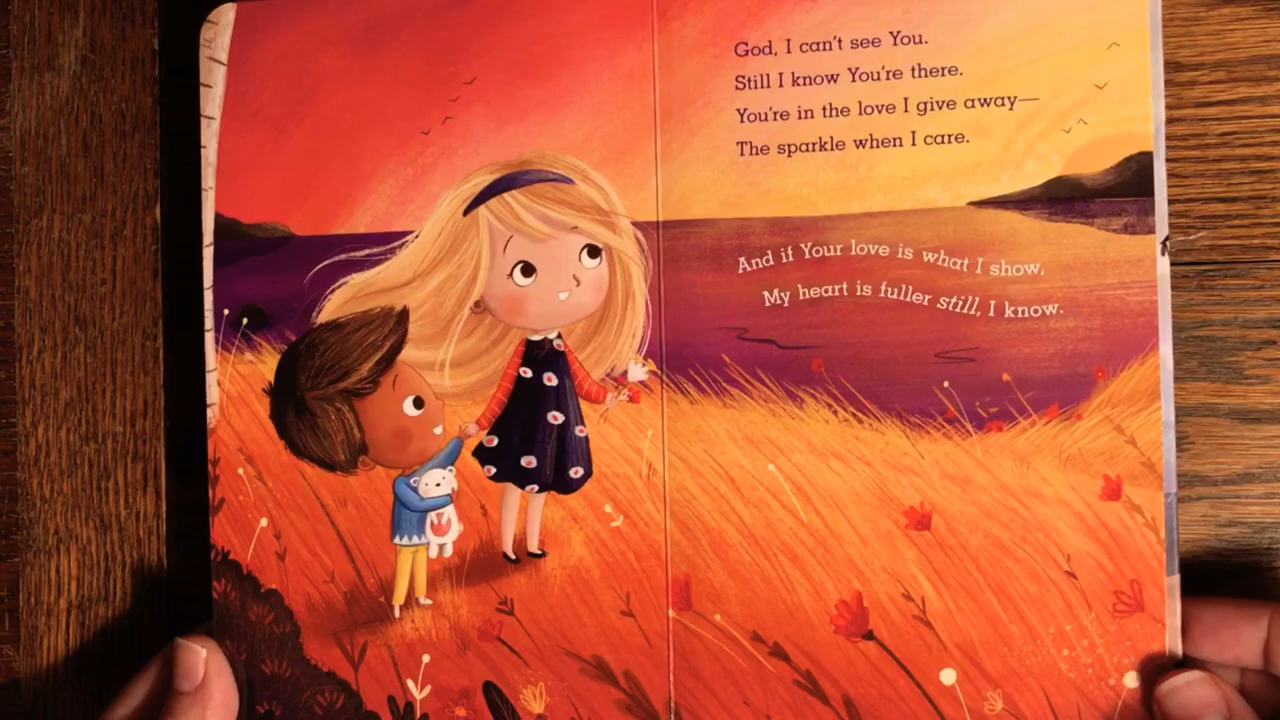 God, I can't see You.
Still I know You're there.
You're in the love I give away—
The sparkle when I care.
And if Your love is what I show,
My heart is fuller still, I know.